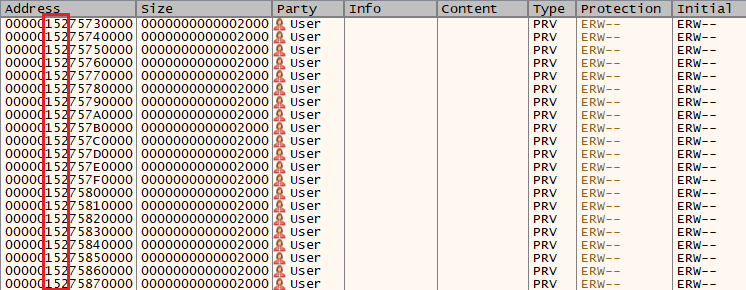 Address Size Party Info Content Type Protection Initial
0000015275730000 0000000000002000 User PRV ERW-- ERW--
0000015275740000 0000000000002000 User PRV ERW-- ERW--
0000015275750000 0000000000002000 User PRV ERW-- ERW--
0000015275760000 0000000000002000 User PRV ERW-- ERW--
0000015275770000 0000000000002000 User PRV ERW-- ERW--
0000015275780000 0000000000002000 User PRV ERW-- ERW--
0000015275790000 0000000000002000 User PRV ERW-- ERW--
00000152757A0000 0000000000002000 User PRV ERW-- ERW--
00000152757B0000 0000000000002000 User PRV ERW-- ERW--
00000152757C0000 0000000000002000 User PRV ERW-- ERW--
00000152757D0000 0000000000002000 User PRV ERW-- ERW--
00000152757E0000 0000000000002000 User PRV ERW-- ERW--
00000152757F0000 0000000000002000 User PRV ERW-- ERW--
0000015275800000 0000000000002000 User PRV ERW-- ERW--
0000015275810000 0000000000002000 User PRV ERW-- ERW--
0000015275820000 0000000000002000 User PRV ERW-- ERW--
0000015275830000 0000000000002000 User PRV ERW-- ERW--
0000015275840000 0000000000002000 User PRV ERW-- ERW--
0000015275850000 0000000000002000 User PRV ERW-- ERW--
0000015275860000 0000000000002000 User PRV ERW-- ERW--
0000015275870000 0000000000002000 User PRV ERW-- ERW--